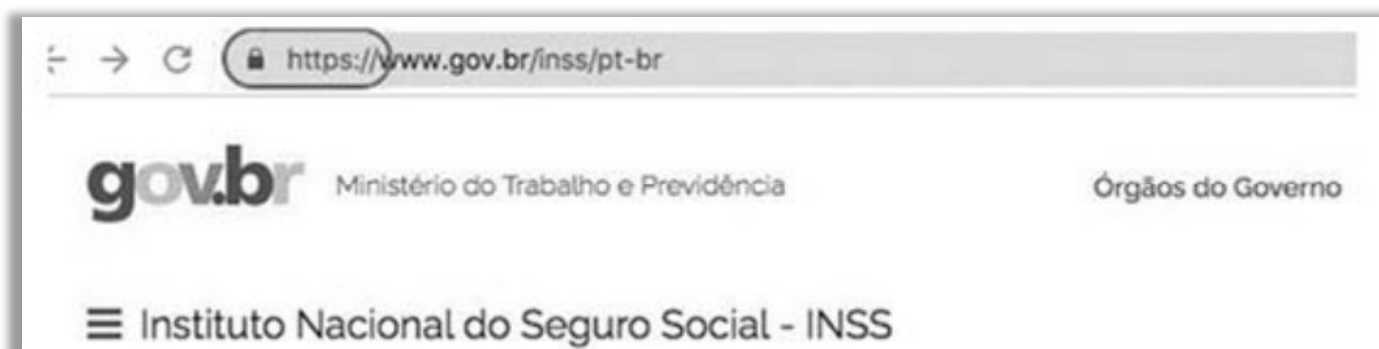 https://www.gov.br/inss/pt-br
gov.br Ministério do Trabalho e Previdência Órgãos do Governo
Instituto Nacional do Seguro Social - INSS